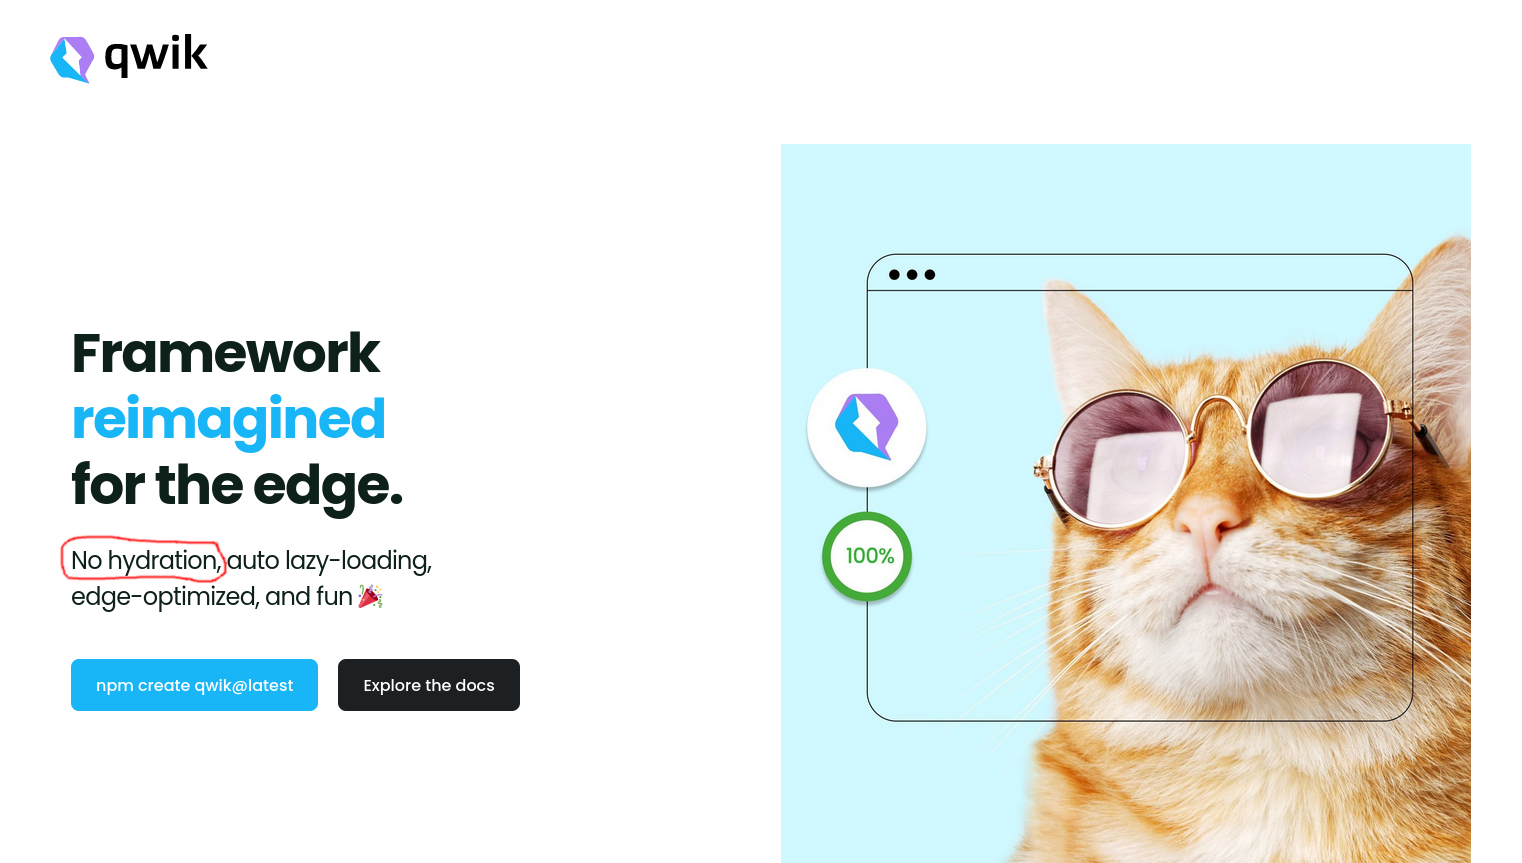 qwik
Framework
reimagined
for the edge.
No hydration, auto lazy-loading,
edge-optimized, and fun 🎉
npm create qwik@latest
Explore the docs
100%